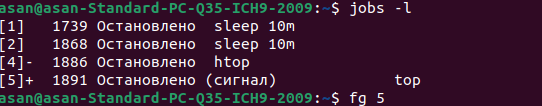 asan@asan-Standard-PC-Q35-ICH9-2009:~$ jobs -l
[1]   1739 Остановлено  sleep 10m
[2]   1868 Остановлено  sleep 10m
[4]-  1886 Остановлено  htop
[5]+  1891 Остановлено (сигнал)             top
asan@asan-Standard-PC-Q35-ICH9-2009:~$ fg 5